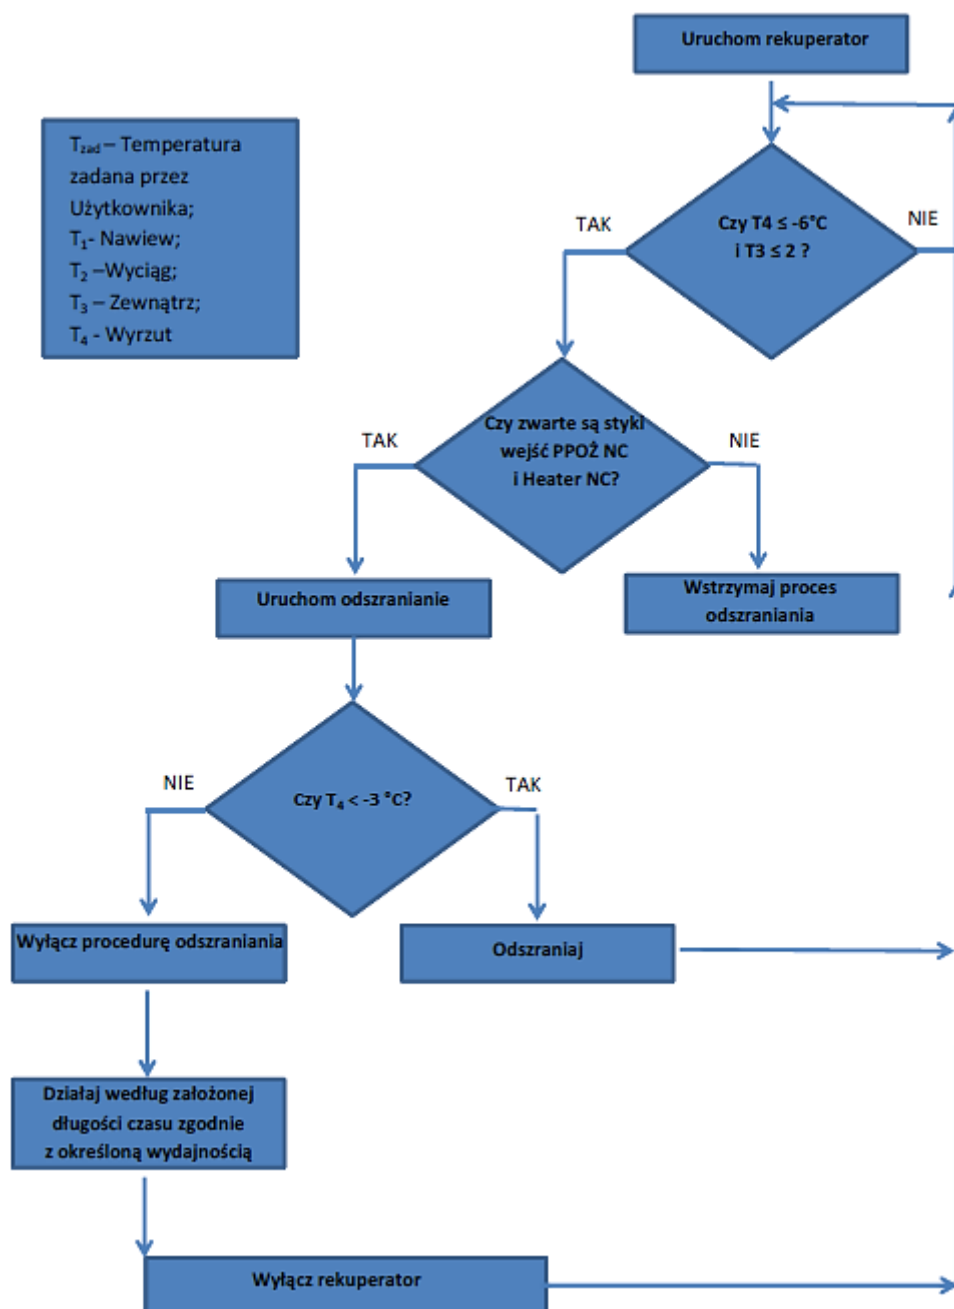 Uruchom rekuperator
T_zad – Temperatura
zadana przez
Użytkownika;
T₁- Nawiew;
T₂ –Wyciąg;
T₃ – Zewnątrz;
T₄ - Wyrzut
Czy T4 ≤ -6°C
i T3 ≤ 2 ?
TAK
NIE
Czy zwarte są styki
wejść PPOŻ NC
i Heater NC?
TAK
NIE
Uruchom odszranianie
Wstrzymaj proces
odszraniania
Czy T₄ < -3 °C?
NIE
TAK
Wyłącz procedurę odszraniania
Odszraniaj
Działaj według założonej
długości czasu zgodnie
z określoną wydajnością
Wyłącz rekuperator